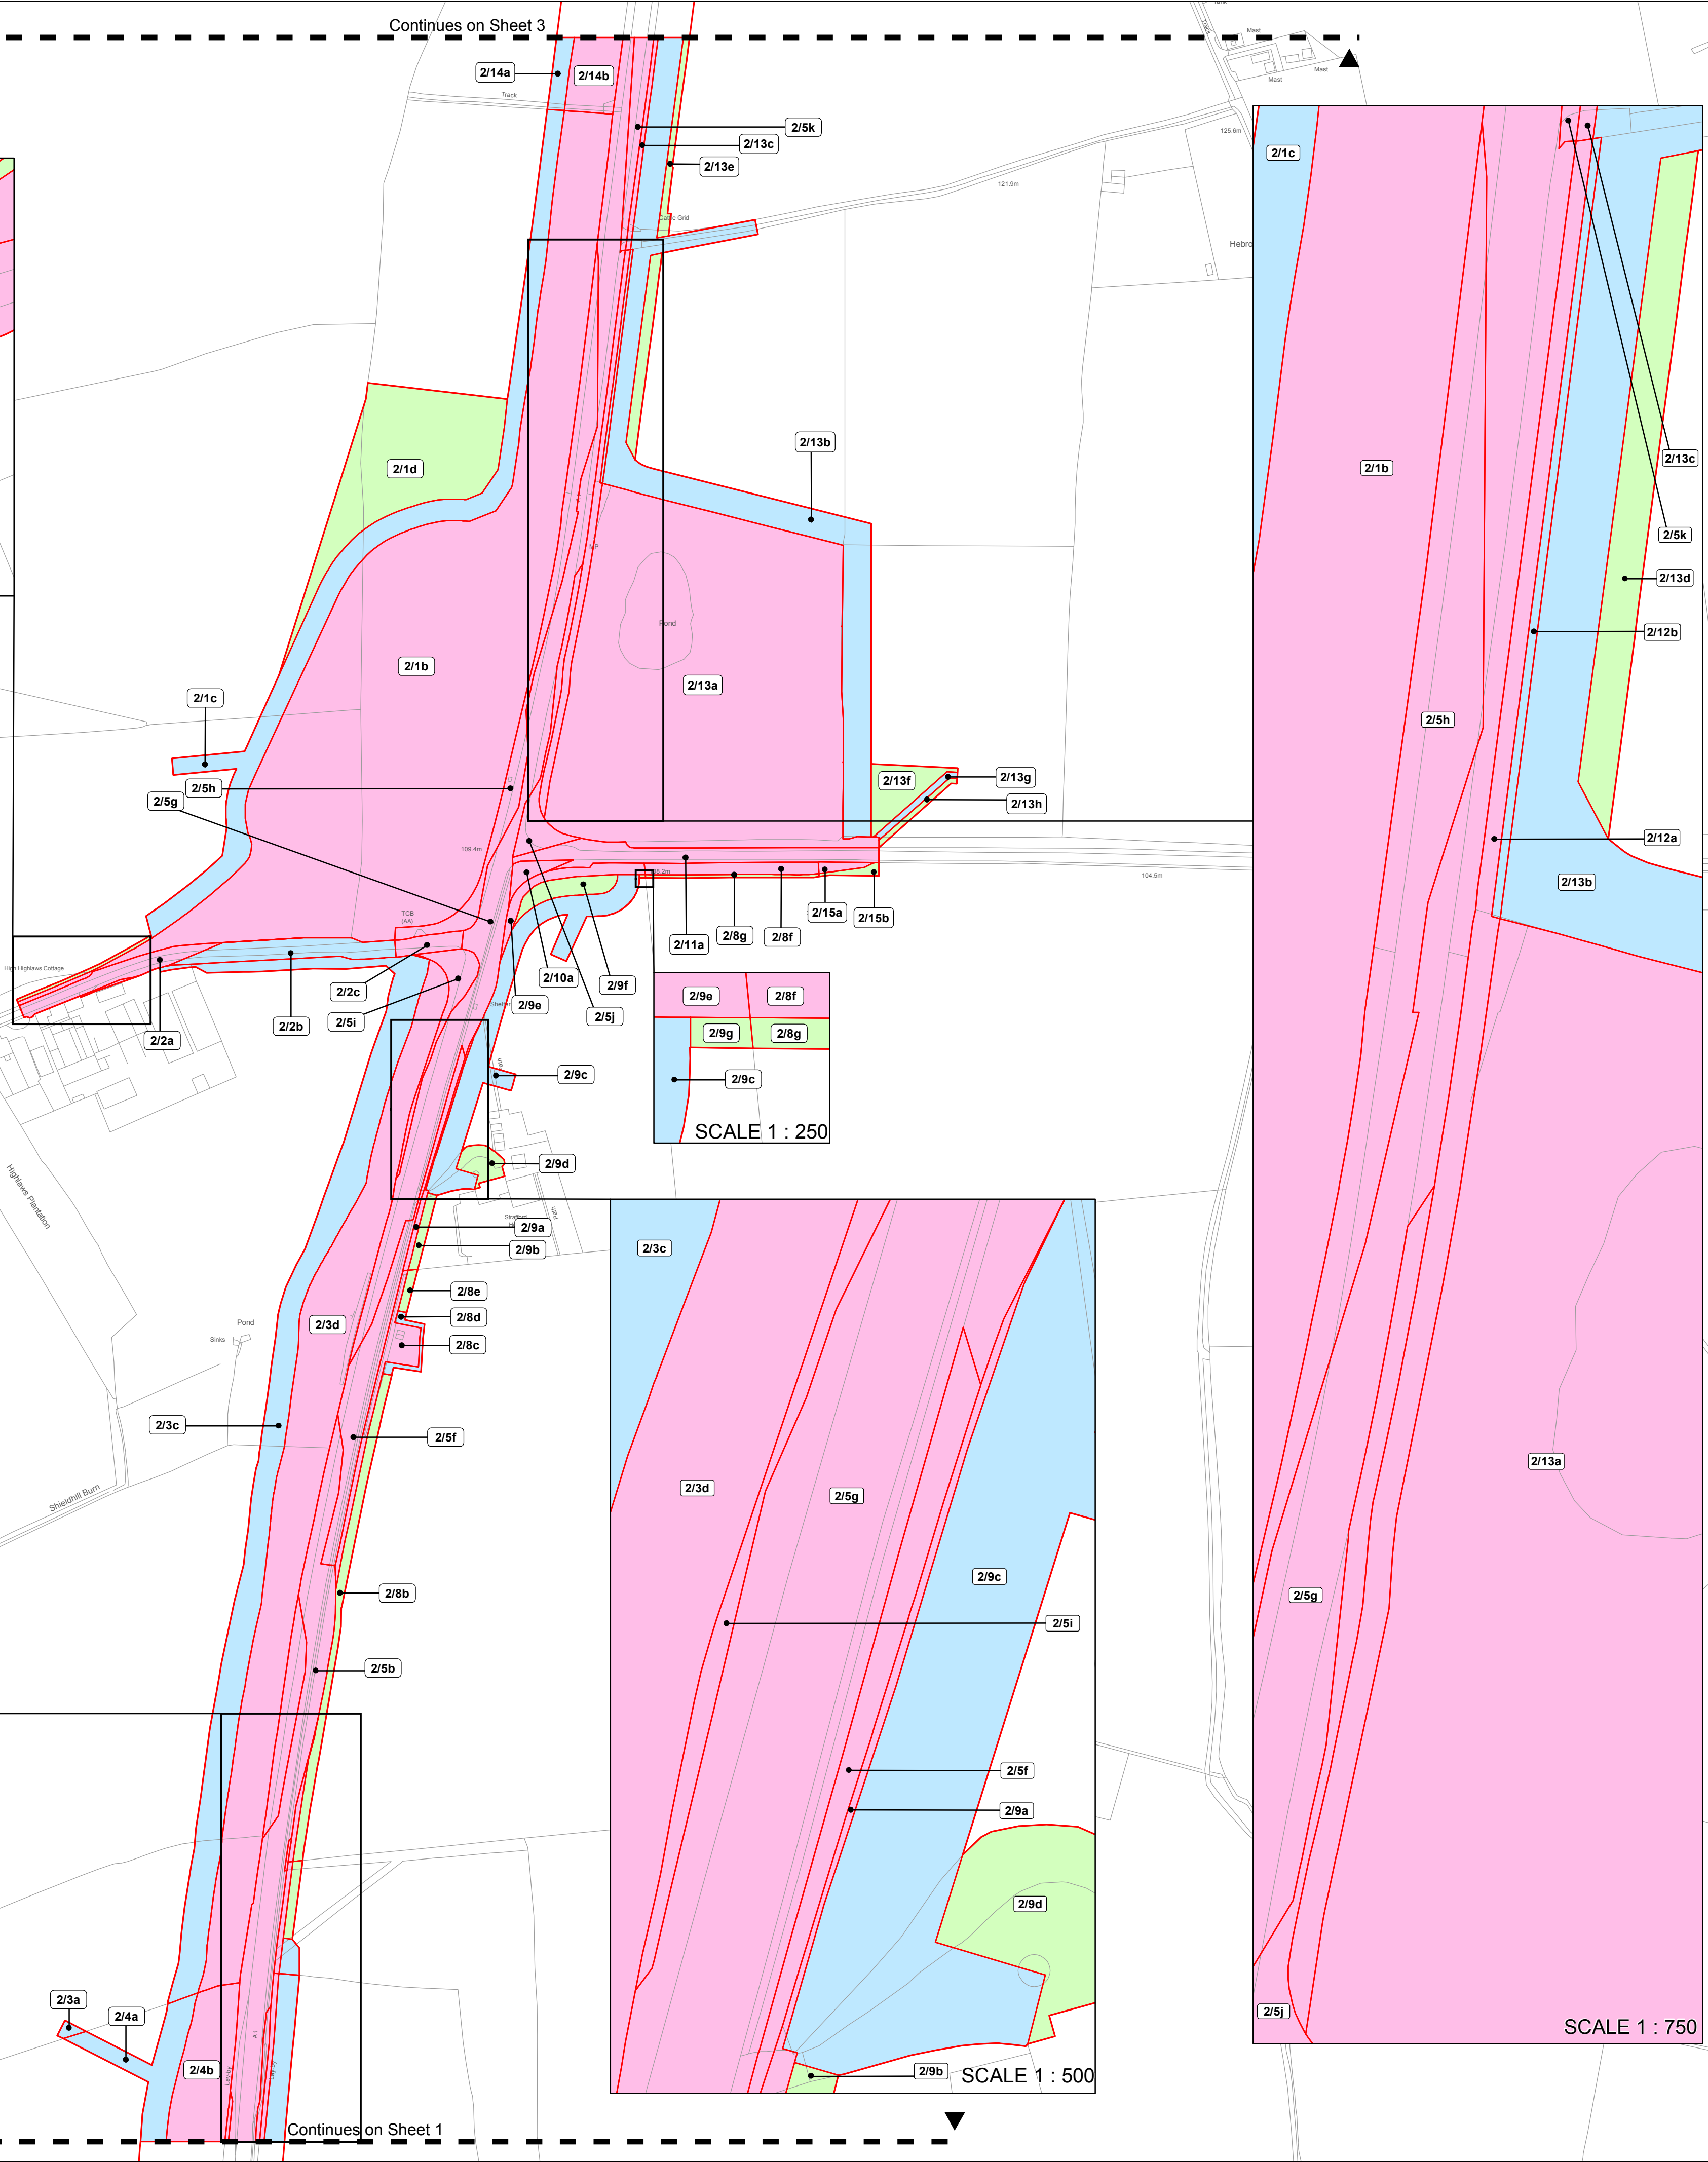 Continues on Sheet 3
Mast
Mast
Mast
Track
2/14a
2/14b
Track
2/5k
2/13c
2/13e
125.6m
121.9m
Cattle Grid
2/1c
2/13b
2/1d
2/1b
2/13c
2/5k
2/13d
2/12b
MP
Pond
2/1b
2/13a
2/1c
2/5h
2/5h
2/5g
2/13f
2/13g
2/13h
2/12a
109.4m
104.5m
2/13b
TCB
(AA)
2/15a
2/15b
2/11a
2/8g
2/8f
High Highlaws Cottage
2/10a
2/9f
2/2c
2/9e
2/5j
Shelter
2/5i
2/2b
2/2a
2/9e
2/8f
2/9g
2/8g
2/9c
2/9c
SCALE 1 : 250
2/9d
Highlaws Plantation
Path
2/9a
2/9b
2/3c
2/8e
2/8d
2/8c
Pond
Sinks
2/3d
2/3c
2/5f
2/3d
2/5g
2/13a
Shieldhill Burn
2/9c
2/8b
2/5g
2/5i
2/5b
2/5f
2/9a
2/9d
2/3a
2/4a
2/5j
SCALE 1 : 750
A 1
2/4b
Lay-by
Lay-by
2/9b
SCALE 1 : 500
Continues on Sheet 1